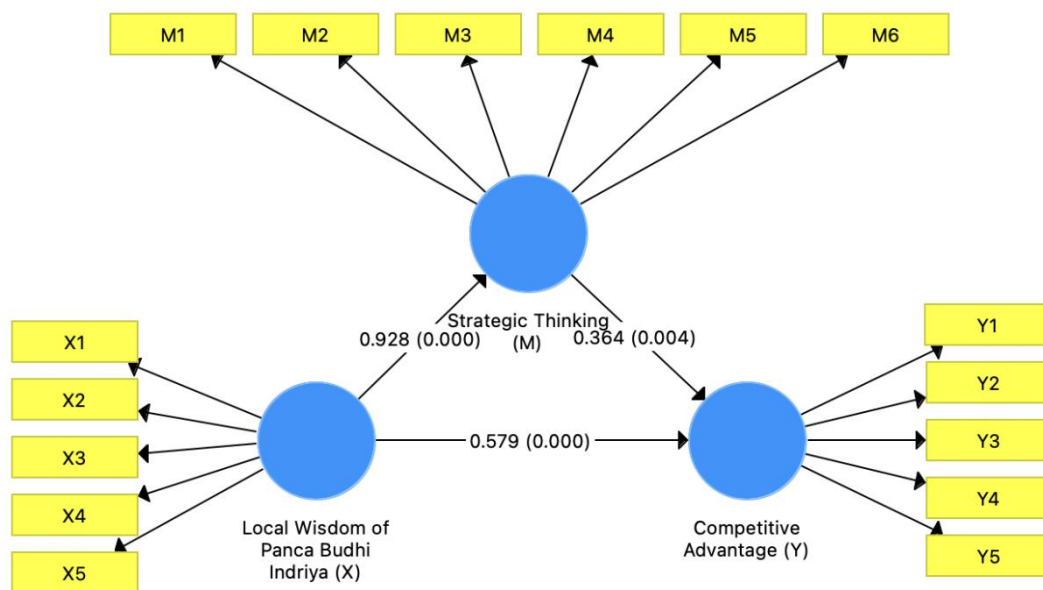 M1
M2
M3
M4
M5
M6
Strategic Thinking
(M)
0.928 (0.000)
0.364 (0.004)
X1
X2
X3
X4
X5
0.579 (0.000)
Y1
Y2
Y3
Y4
Y5
Local Wisdom of
Panca Budhi
Indriya (X)
Competitive
Advantage (Y)